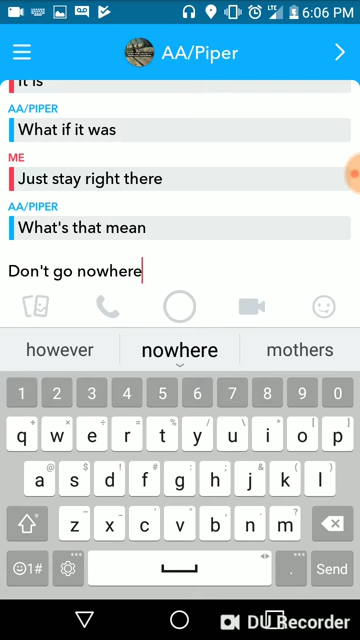 LTE 6:06 PM
AA/Piper
It is
AA/PIPER
What if it was
ME
Just stay right there
AA/PIPER
What's that mean
Don't go nowhere
however nowhere mothers
1 2 3 4 5 6 7 8 9 0
q w e r t y u i o p
a s d f g h j k l
z x c v b n m
1# . Send
DU Recorder